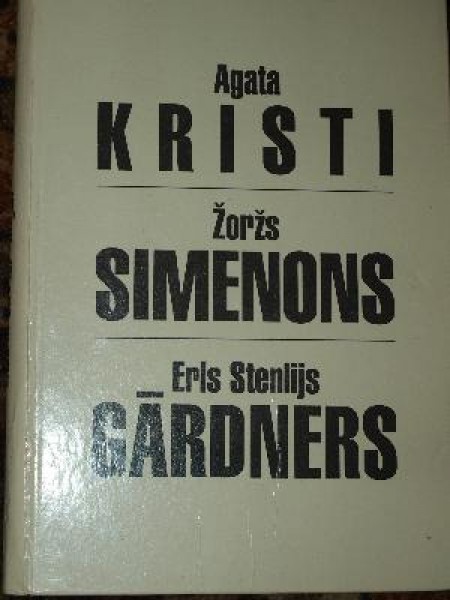 Agata
KRISTI
Žoržs
SIMENONS
Erls Stenlijs
GĀRDNERS